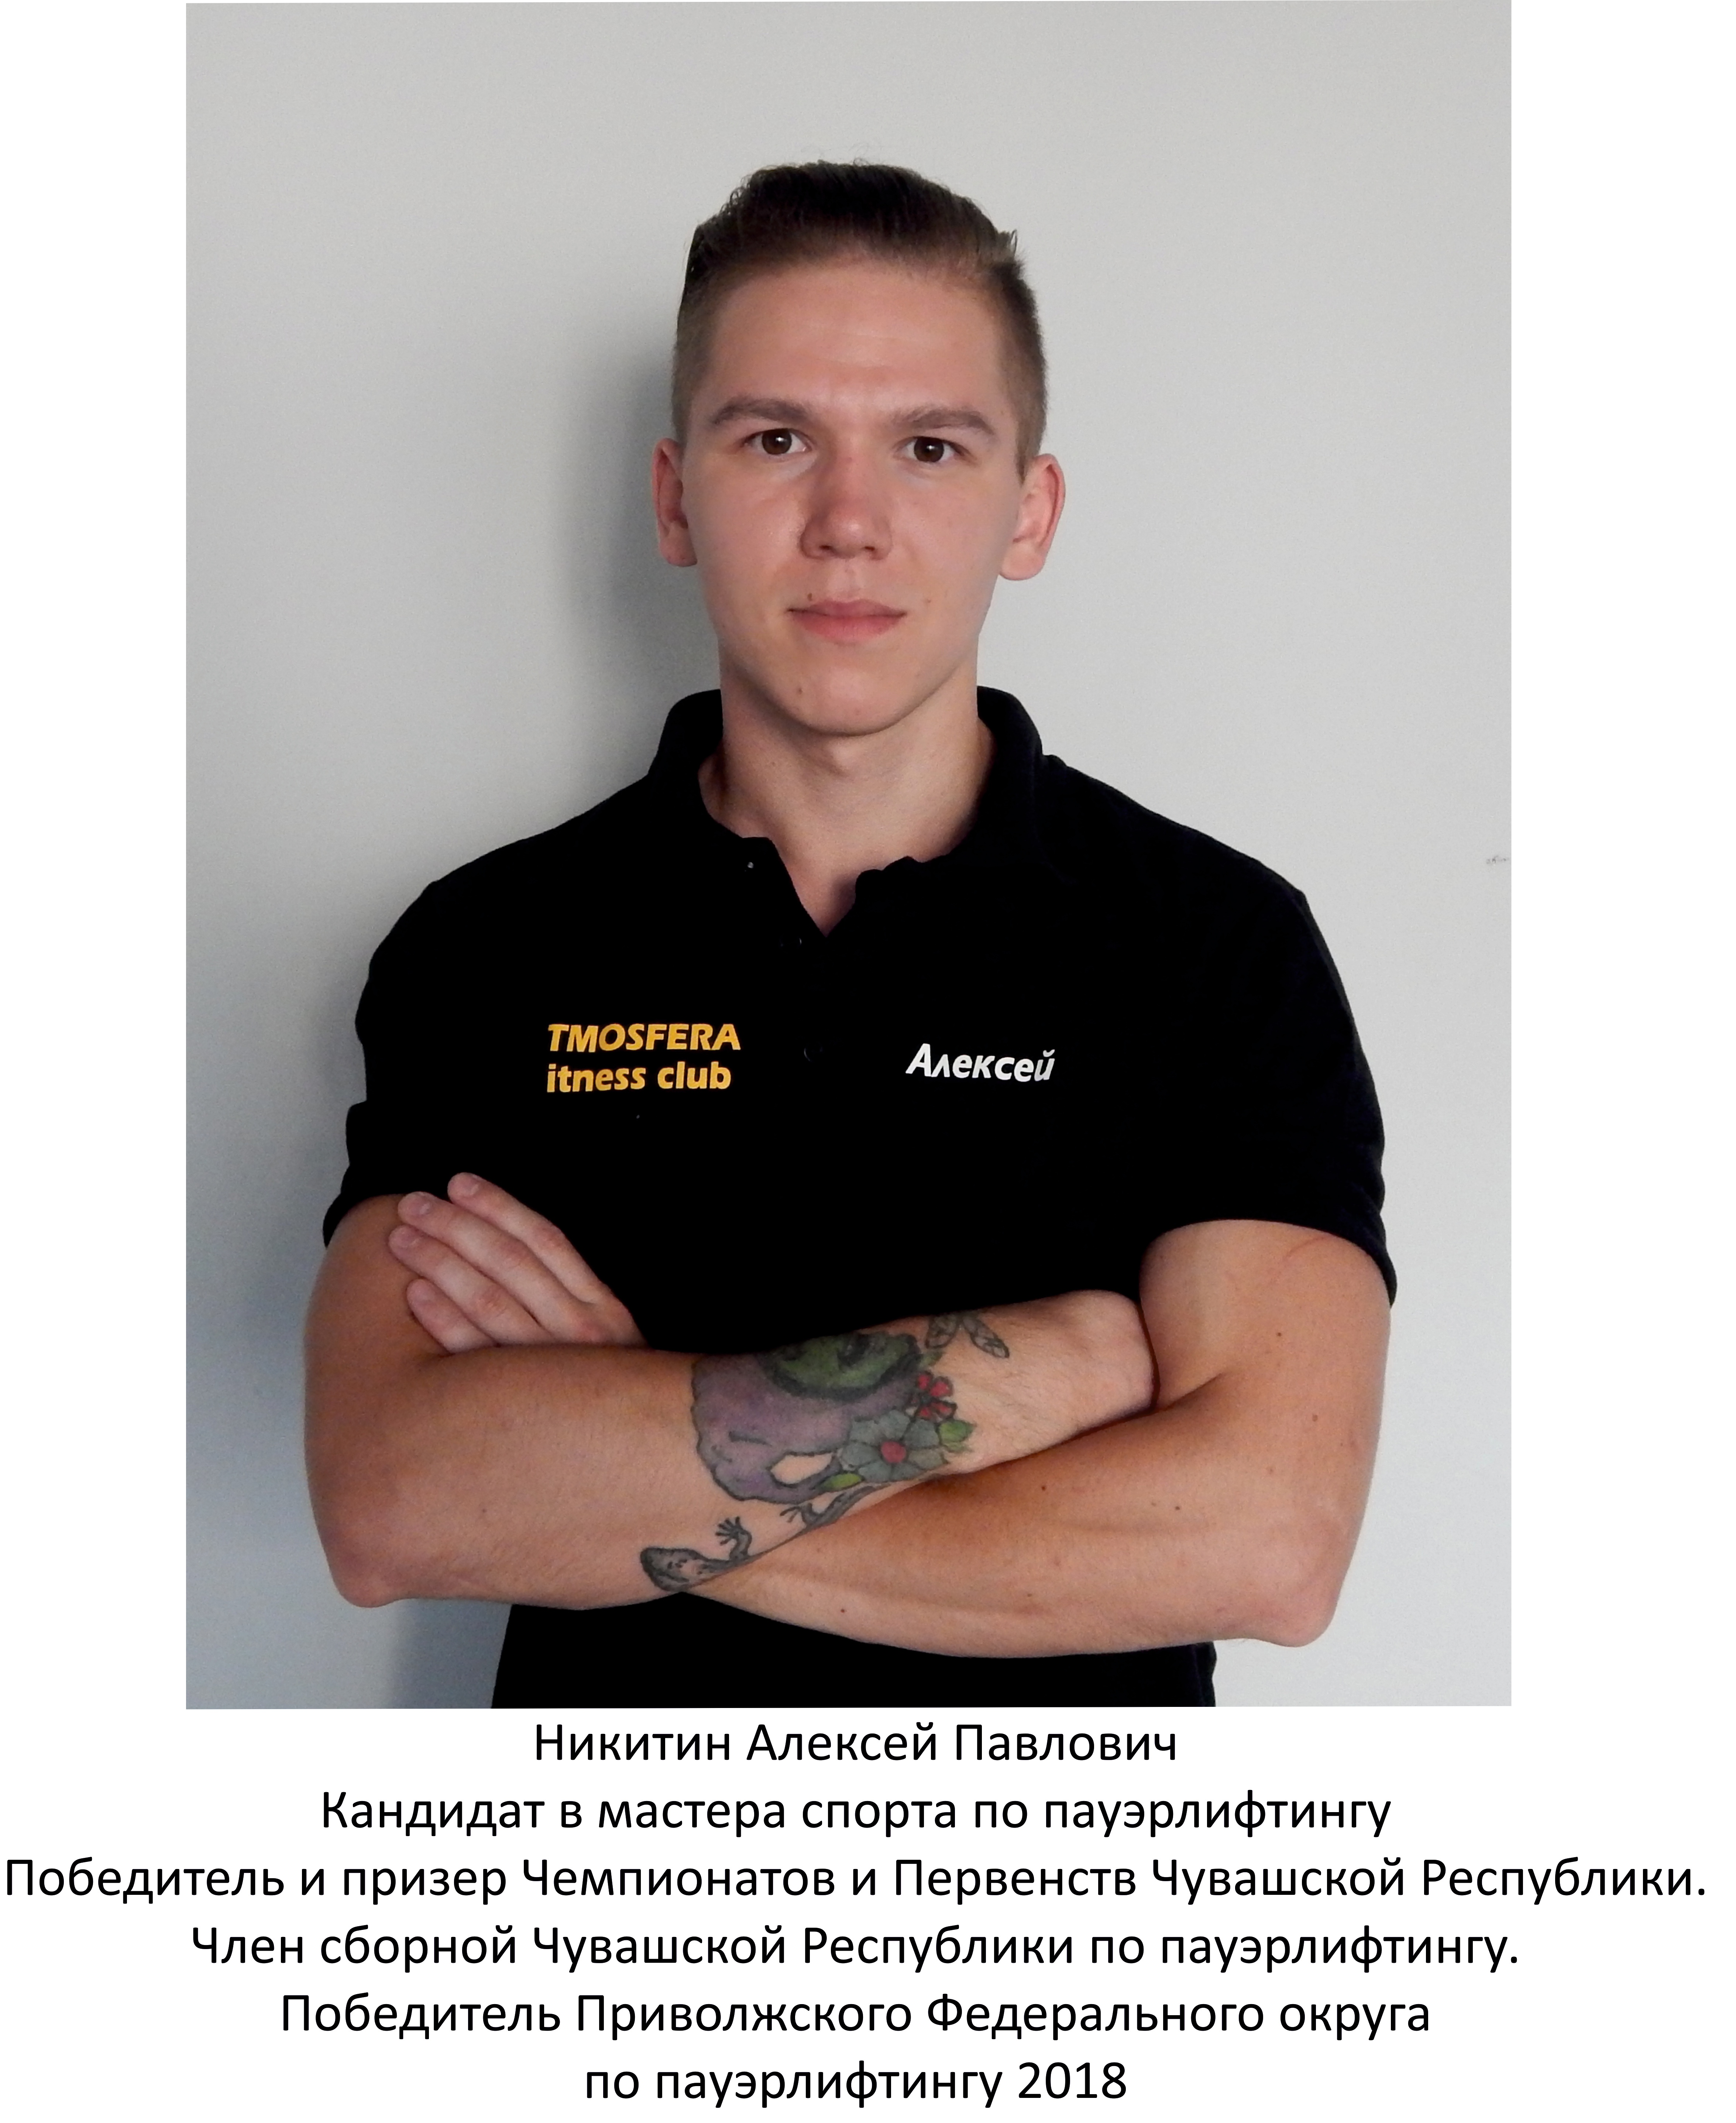 TMOSFERA
itness club
Алексей
Никитин Алексей Павлович
Кандидат в мастера спорта по пауэрлифтингу
Победитель и призер Чемпионатов и Первенств Чувашской Республики.
Член сборной Чувашской Республики по пауэрлифтингу.
Победитель Приволжского Федерального округа
по пауэрлифтингу 2018